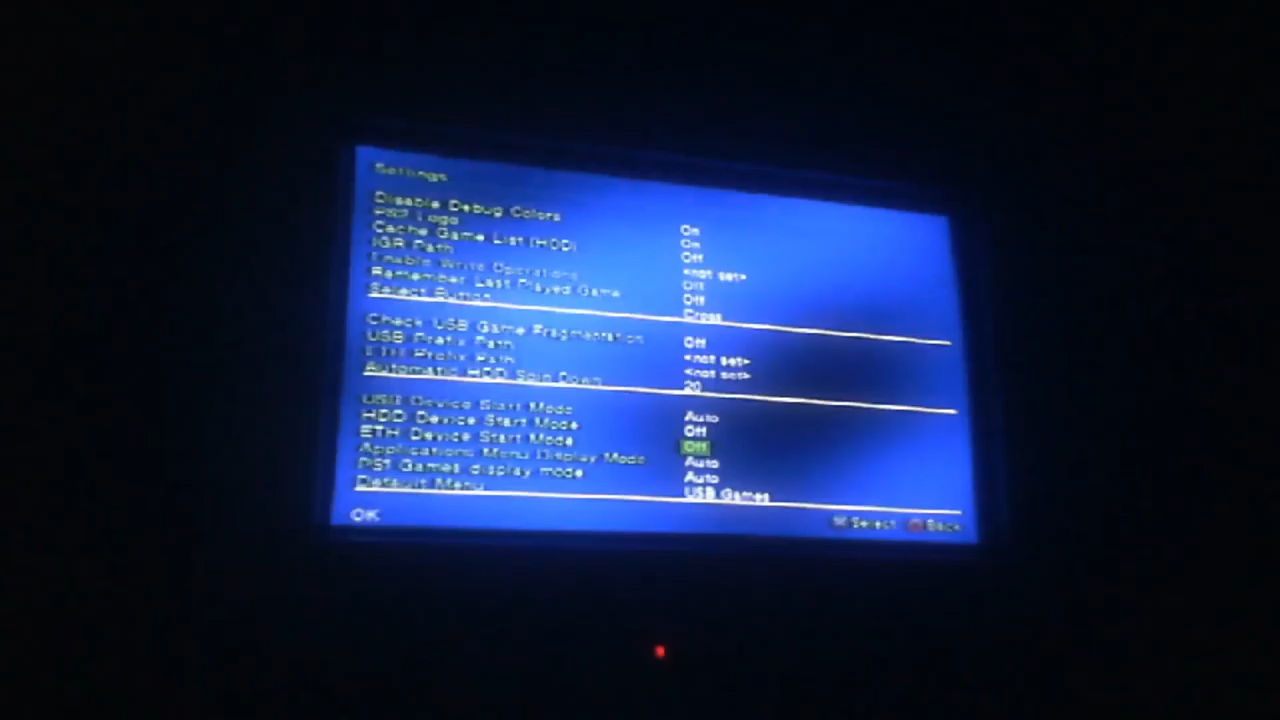 Settings
Disable Debug Colors On
PS2 Logo On
Cache Game List (HDD) Off
IGR Path <not set>
Enable Write Operations Off
Remember Last Played Game Off
Select Button Cross
Check USB Game Fragmentation Off
USB Prefix Path <not set>
ETH Prefix Path <not set>
Automatic HDD Spin Down 20
USB Device Start Mode Auto
HDD Device Start Mode Off
ETH Device Start Mode Off
Applications Menu Display Mode Auto
PS1 Games display mode Auto
Default Menu USB Games
OK Select Back